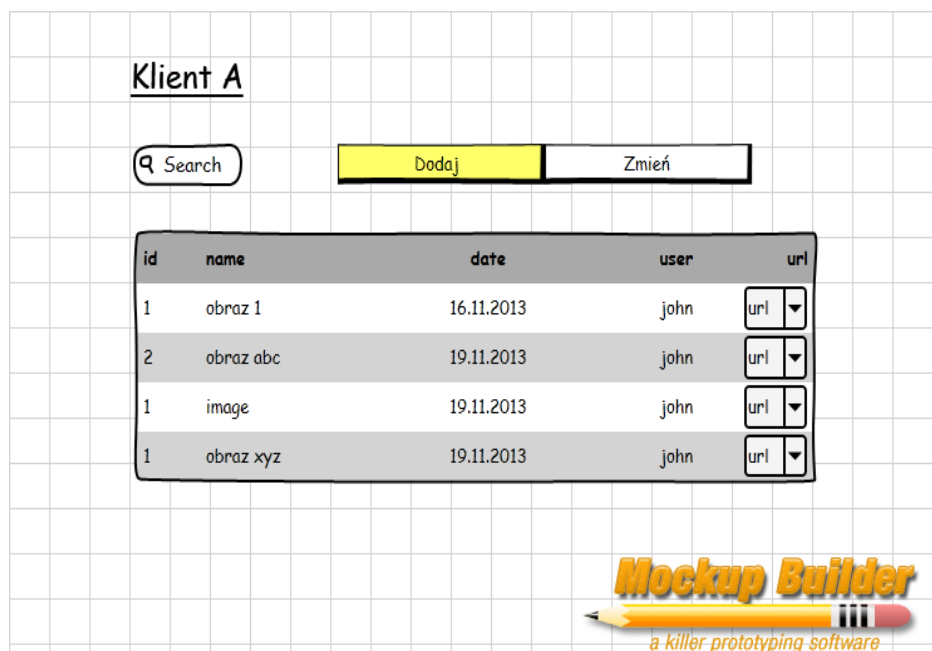 Klient A
Search
Dodaj Zmień
id name date user url
1 obraz 1 16.11.2013 john url
2 obraz abc 19.11.2013 john url
1 image 19.11.2013 john url
1 obraz xyz 19.11.2013 john url
Mockup Builder
a killer prototyping software